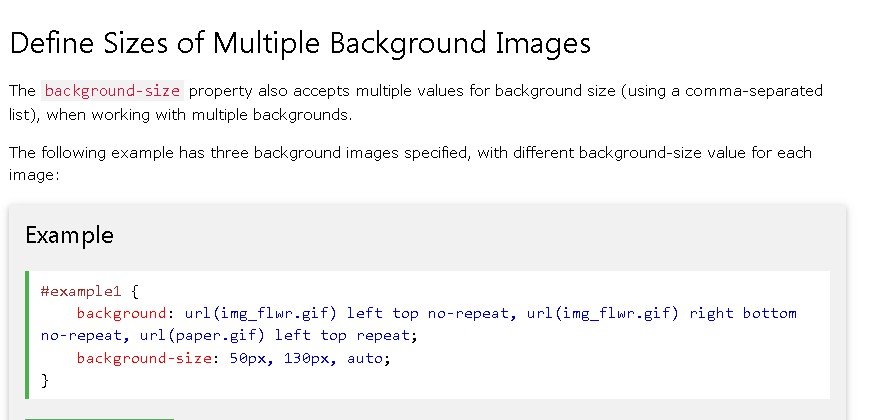 Define Sizes of Multiple Background Images
The background-size property also accepts multiple values for background size (using a comma-separated
list), when working with multiple backgrounds.
The following example has three background images specified, with different background-size value for each
image:
Example
#example1 {
    background: url(img_flwr.gif) left top no-repeat, url(img_flwr.gif) right bottom
no-repeat, url(paper.gif) left top repeat;
    background-size: 50px, 130px, auto;
}